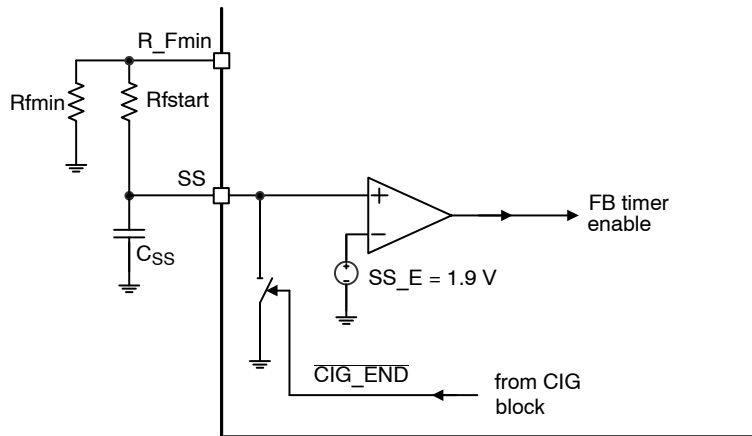 R_Fmin
Rfmin
Rfstart
SS
CSS
+
−
FB timer
enable
+
-
SS_E = 1.9 V
CIG_END
from CIG
block